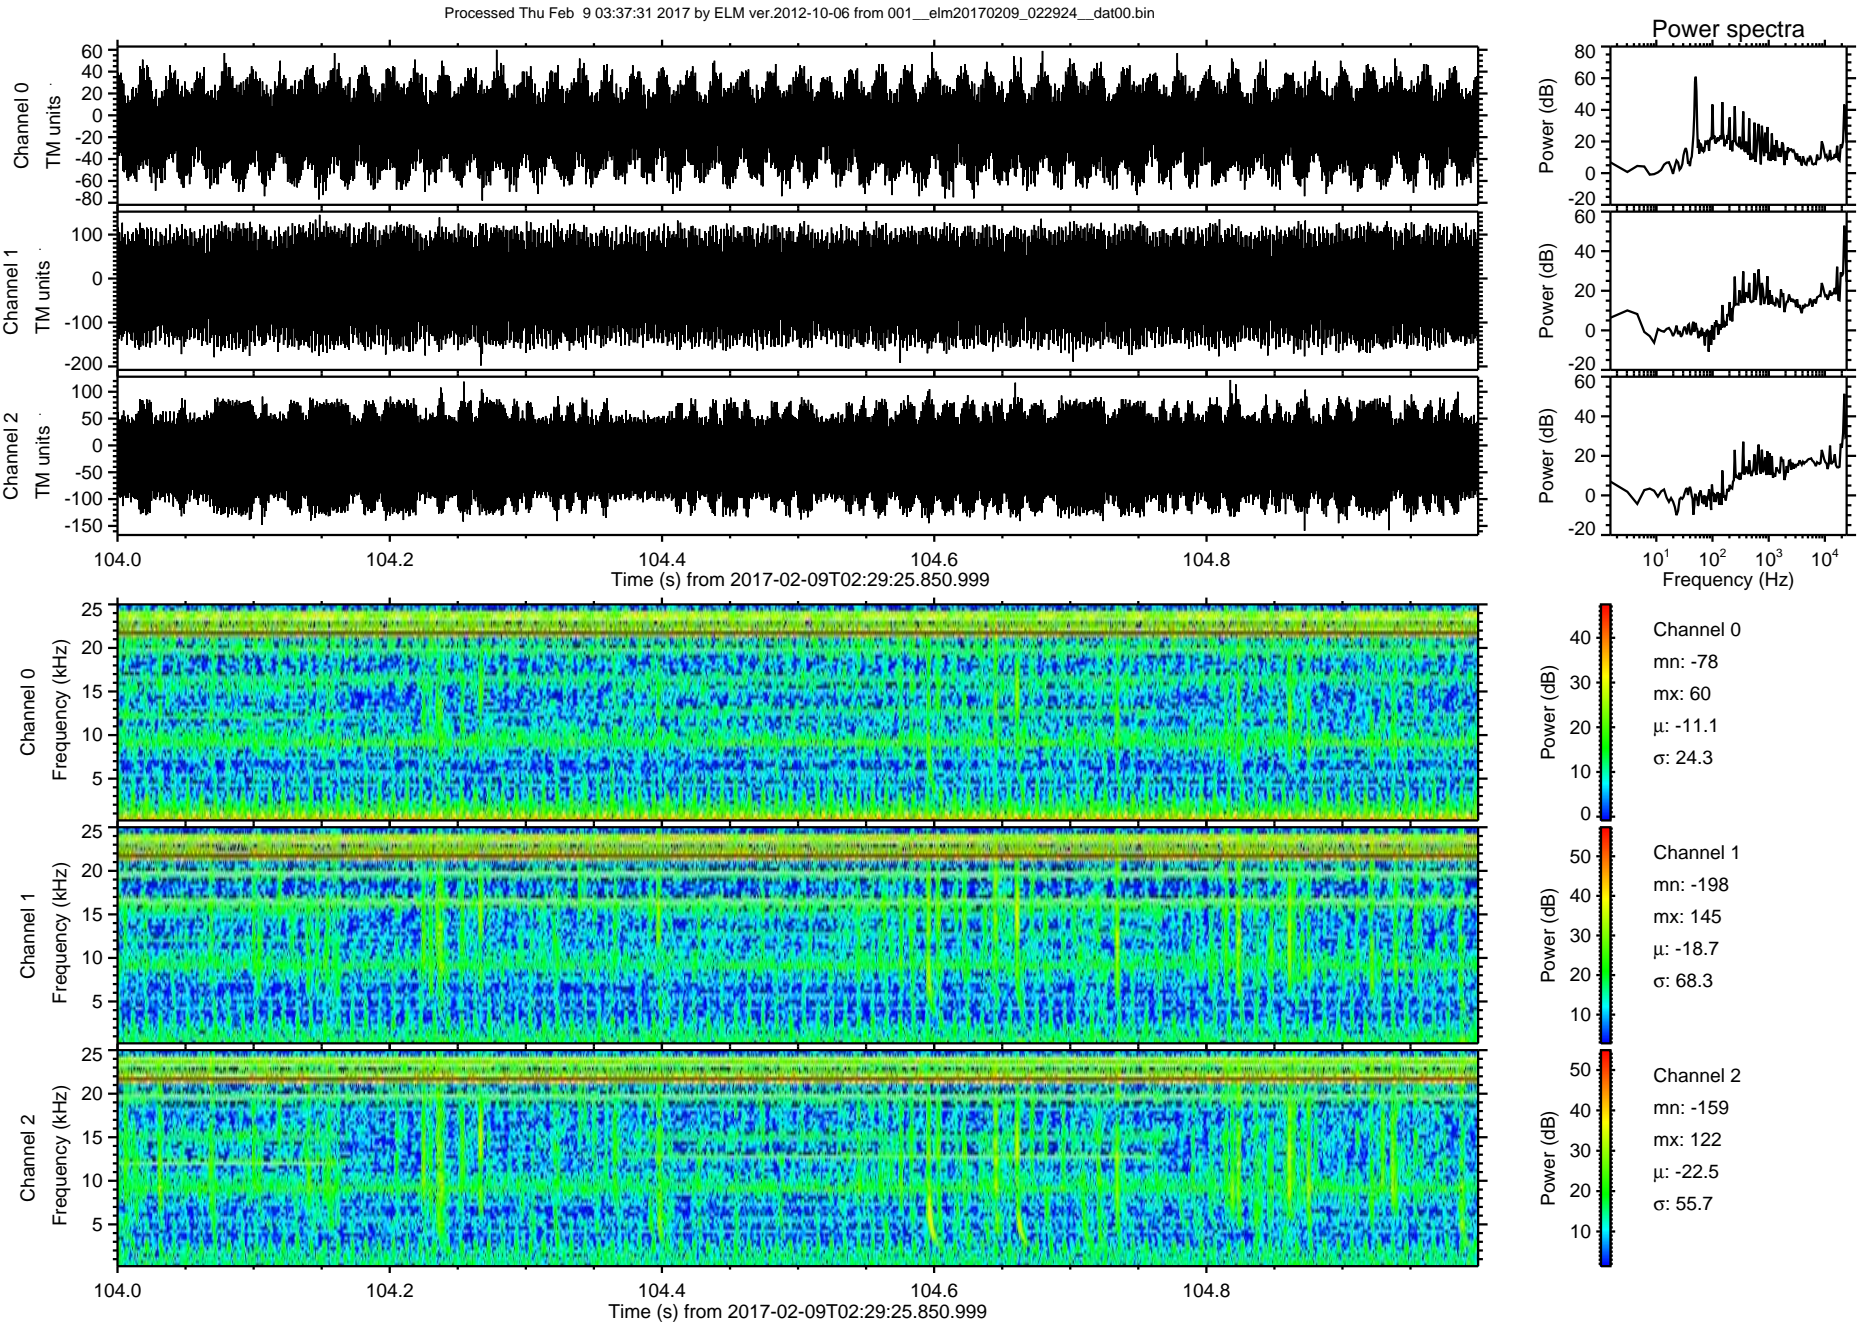 Processed Thu Feb  9 03:37:31 2017 by ELM ver.2012-10-06 from 001__elm20170209_022924__dat00.bin
Power spectra
Channel 0
TM units
60
40
20
0
-20
-40
-60
-80
Power (dB)
80
60
40
20
0
-20
Channel 1
TM units
100
0
-100
-200
Power (dB)
60
40
20
0
-20
Channel 2
TM units
100
50
0
-50
-100
-150
Power (dB)
60
40
20
0
-20
104.0 104.2 104.4 104.6 104.8
Time (s) from 2017-02-09T02:29:25.850.999
10¹ 10² 10³ 10⁴
Frequency (Hz)
Channel 0
Frequency (kHz)
25
20
15
10
5
Power (dB)
40
30
20
10
0
Channel 0
mn: -78
mx: 60
μ: -11.1
σ: 24.3
Channel 1
Frequency (kHz)
25
20
15
10
5
Power (dB)
50
40
30
20
10
Channel 1
mn: -198
mx: 145
μ: -18.7
σ: 68.3
Channel 2
Frequency (kHz)
25
20
15
10
5
Power (dB)
50
40
30
20
10
Channel 2
mn: -159
mx: 122
μ: -22.5
σ: 55.7
104.0 104.2 104.4 104.6 104.8
Time (s) from 2017-02-09T02:29:25.850.999